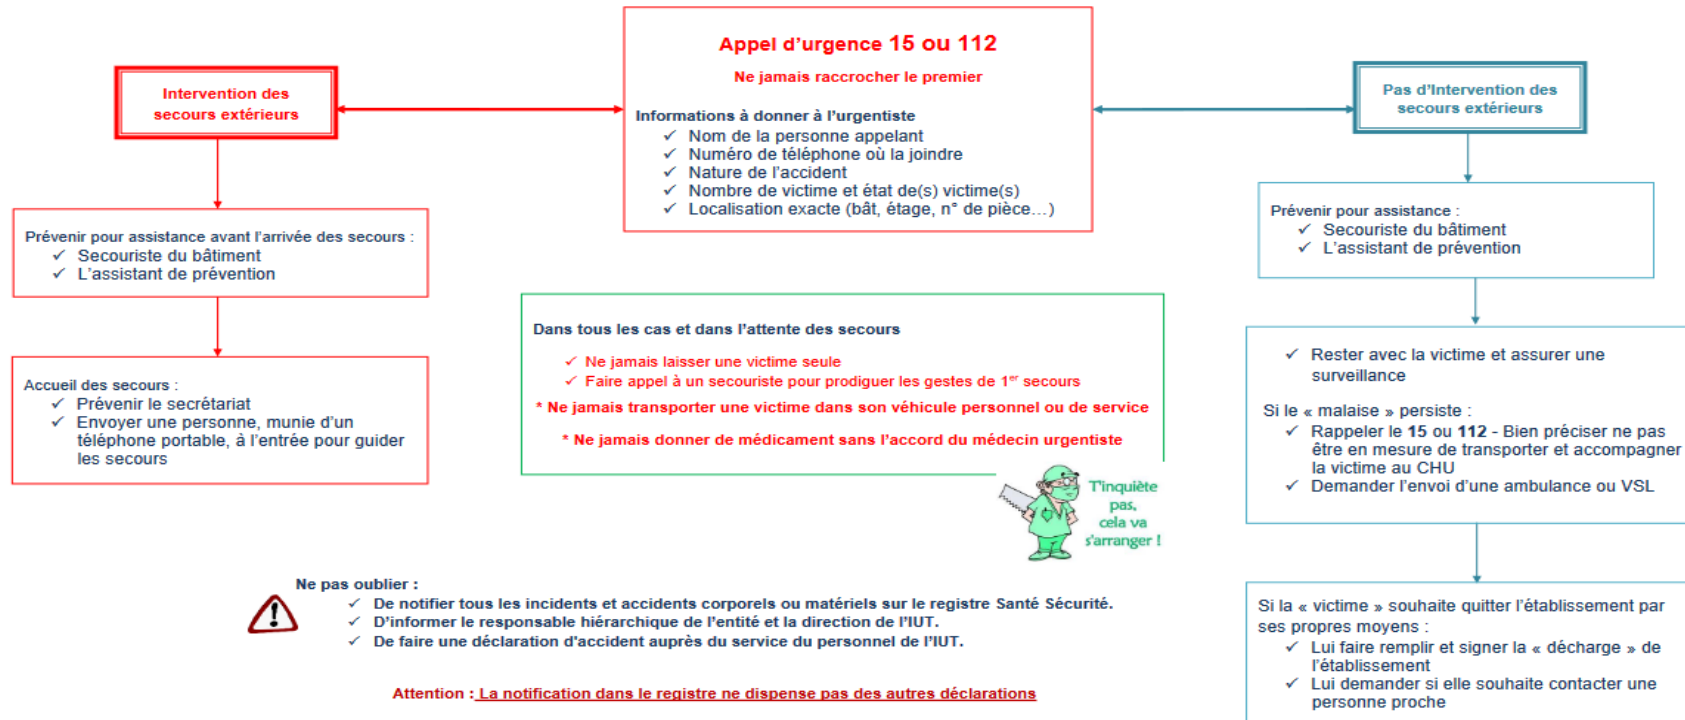 Appel d'urgence 15 ou 112
Ne jamais raccrocher le premier
Informations à donner à l'urgentiste
✓ Nom de la personne appelant
✓ Numéro de téléphone où la joindre
✓ Nature de l'accident
✓ Nombre de victime et état de(s) victime(s)
✓ Localisation exacte (bât, étage, n° de pièce…)
Intervention des
secours extérieurs
Prévenir pour assistance avant l'arrivée des secours :
✓ Secouriste du bâtiment
✓ L'assistant de prévention
Accueil des secours :
✓ Prévenir le secrétariat
✓ Envoyer une personne, munie d'un
téléphone portable, à l'entrée pour guider
les secours
Pas d'Intervention des
secours extérieurs
Prévenir pour assistance :
✓ Secouriste du bâtiment
✓ L'assistant de prévention
✓ Rester avec la victime et assurer une
surveillance
Si le « malaise » persiste :
✓ Rappeler le 15 ou 112 - Bien préciser ne pas
être en mesure de transporter et accompagner
la victime au CHU
✓ Demander l'envoi d'une ambulance ou VSL
Si la « victime » souhaite quitter l'établissement par
ses propres moyens :
✓ Lui faire remplir et signer la « décharge » de
l'établissement
✓ Lui demander si elle souhaite contacter une
personne proche
Dans tous les cas et dans l'attente des secours
✓ Ne jamais laisser une victime seule
✓ Faire appel à un secouriste pour prodiguer les gestes de 1er secours
* Ne jamais transporter une victime dans son véhicule personnel ou de service
* Ne jamais donner de médicament sans l'accord du médecin urgentiste
T'inquiète
pas,
cela va
s'arranger !
Ne pas oublier :
✓ De notifier tous les incidents et accidents corporels ou matériels sur le registre Santé Sécurité.
✓ D'informer le responsable hiérarchique de l'entité et la direction de l'IUT.
✓ De faire une déclaration d'accident auprès du service du personnel de l'IUT.
Attention : La notification dans le registre ne dispense pas des autres déclarations